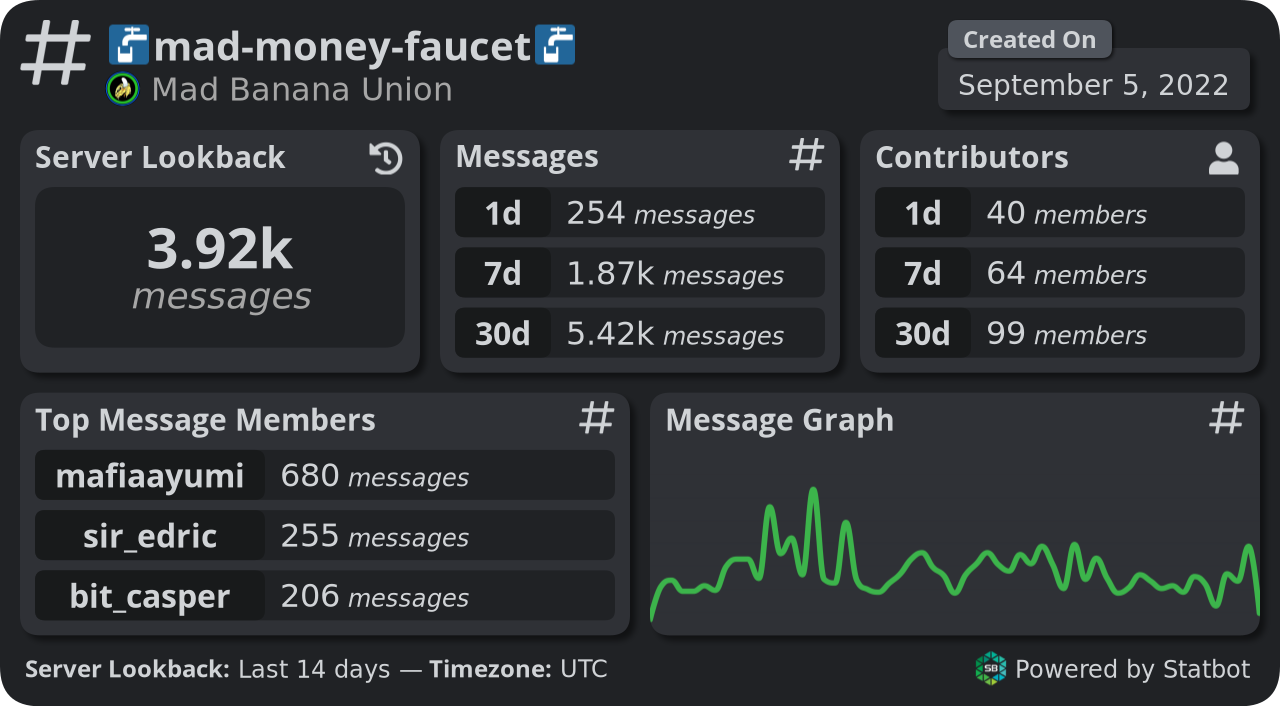 mad-money-faucet
Mad Banana Union
Created On
September 5, 2022
Server Lookback
3.92k
messages
Messages
1d 254 messages
7d 1.87k messages
30d 5.42k messages
Contributors
1d 40 members
7d 64 members
30d 99 members
Top Message Members
mafiaayumi 680 messages
sir_edric 255 messages
bit_casper 206 messages
Message Graph
Server Lookback: Last 14 days — Timezone: UTC
SB Powered by Statbot